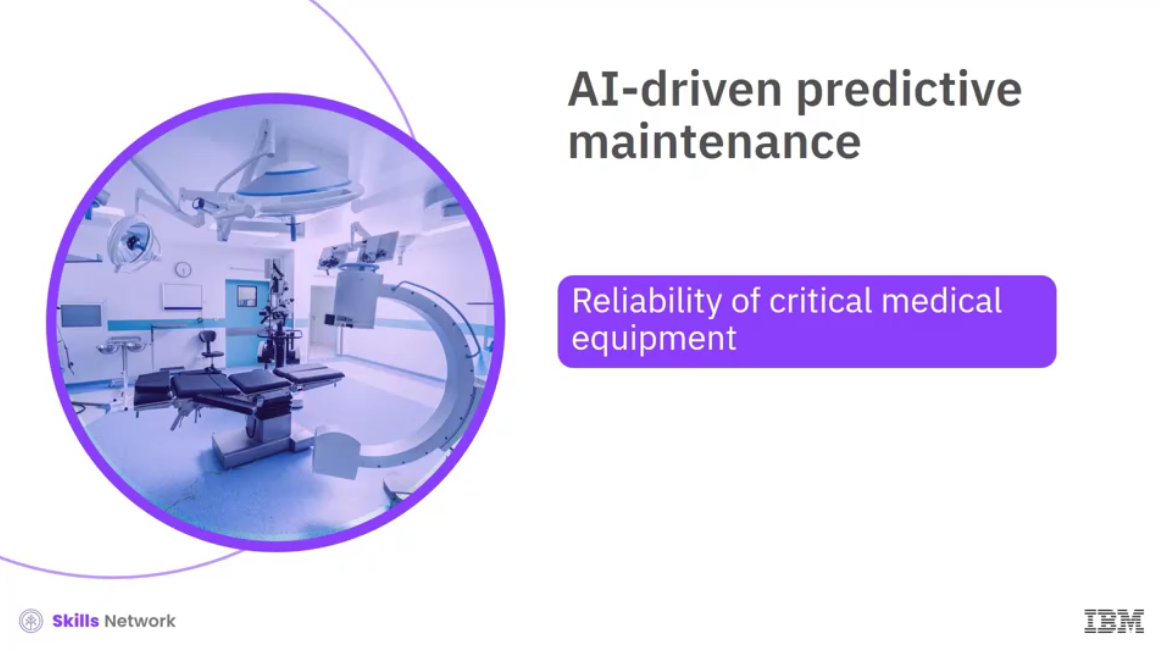 AI-driven predictive
maintenance
Reliability of critical medical
equipment
Skills Network
IBM